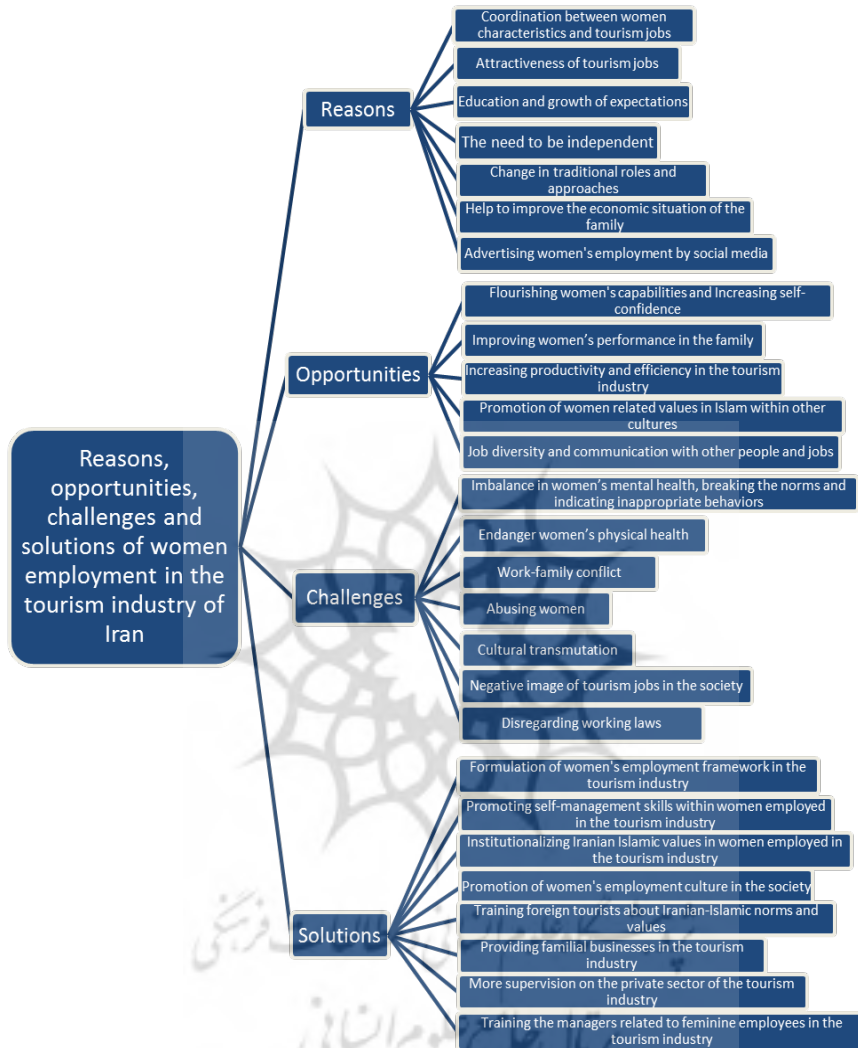 Reasons,
opportunities,
challenges and
solutions of women
employment in the
tourism industry of
Iran
Reasons
Coordination between women
characteristics and tourism jobs
Attractiveness of tourism jobs
Education and growth of expectations
The need to be independent
Change in traditional roles and
approaches
Help to improve the economic situation of the
family
Advertising women's employment by social media
Opportunities
Flourishing women's capabilities and Increasing self-
confidence
Improving women’s performance in the family
Increasing productivity and efficiency in the tourism
industry
Promotion of women related values in Islam within other
cultures
Job diversity and communication with other people and jobs
Challenges
Imbalance in women’s mental health, breaking the norms and
indicating inappropriate behaviors
Endanger women’s physical health
Work-family conflict
Abusing women
Cultural transmutation
Negative image of tourism jobs in the society
Disregarding working laws
Solutions
Formulation of women's employment framework in the
tourism industry
Promoting self-management skills within women employed
in the tourism industry
Institutionalizing Iranian Islamic values in women employed in
the tourism industry
Promotion of women's employment culture in the society
Training foreign tourists about Iranian-Islamic norms and
values
Providing familial businesses in the tourism
industry
More supervision on the private sector of the tourism
industry
Training the managers related to feminine employees in the
tourism industry